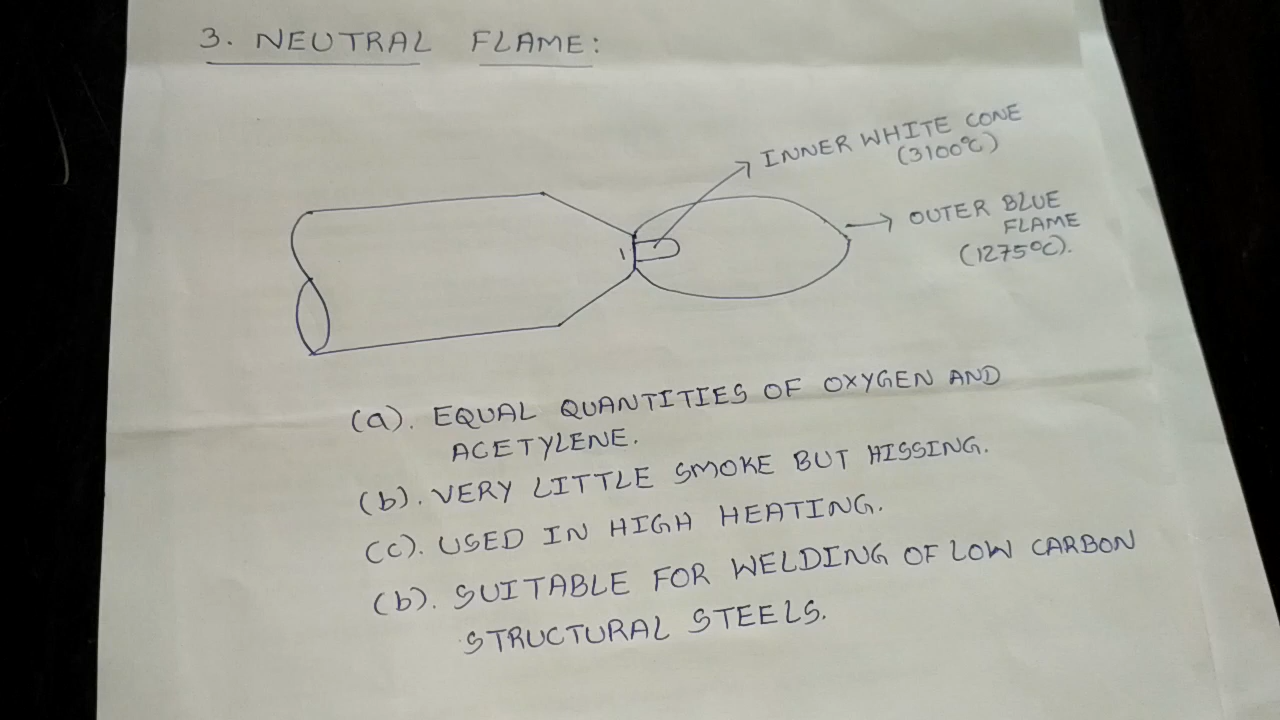 3. NEUTRAL FLAME:
INNER WHITE CONE
(3100°C)
OUTER BLUE
FLAME
(1275°C).
(a). EQUAL QUANTITIES OF OXYGEN AND
ACETYLENE.
(b). VERY LITTLE SMOKE BUT HISSING.
(c). USED IN HIGH HEATING.
(b). SUITABLE FOR WELDING OF LOW CARBON
STRUCTURAL STEELS.